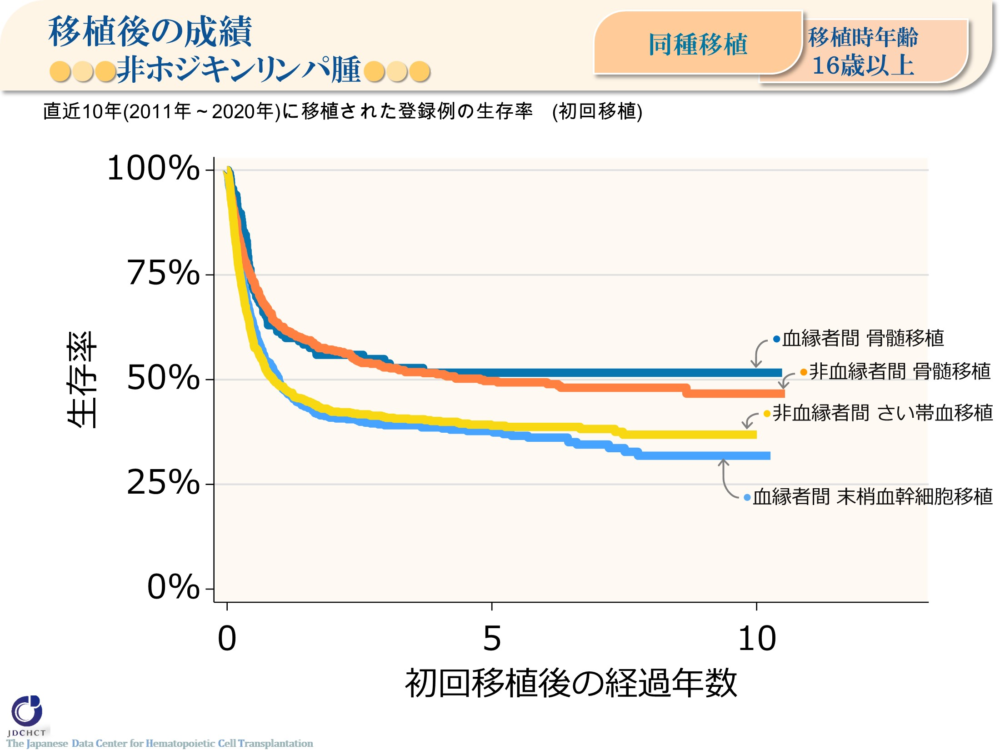 移植後の成績
非ホジキンリンパ腫
同種移植
移植時年齢
16歳以上
直近10年(2011年～2020年)に移植された登録例の生存率　(初回移植)
100%
75%
50%
25%
0%
生存率
血縁者間 骨髄移植
非血縁者間 骨髄移植
非血縁者間 さい帯血移植
血縁者間 末梢血幹細胞移植
0
5
10
初回移植後の経過年数
JDCHCT
The Japanese Data Center for Hematopoietic Cell Transplantation